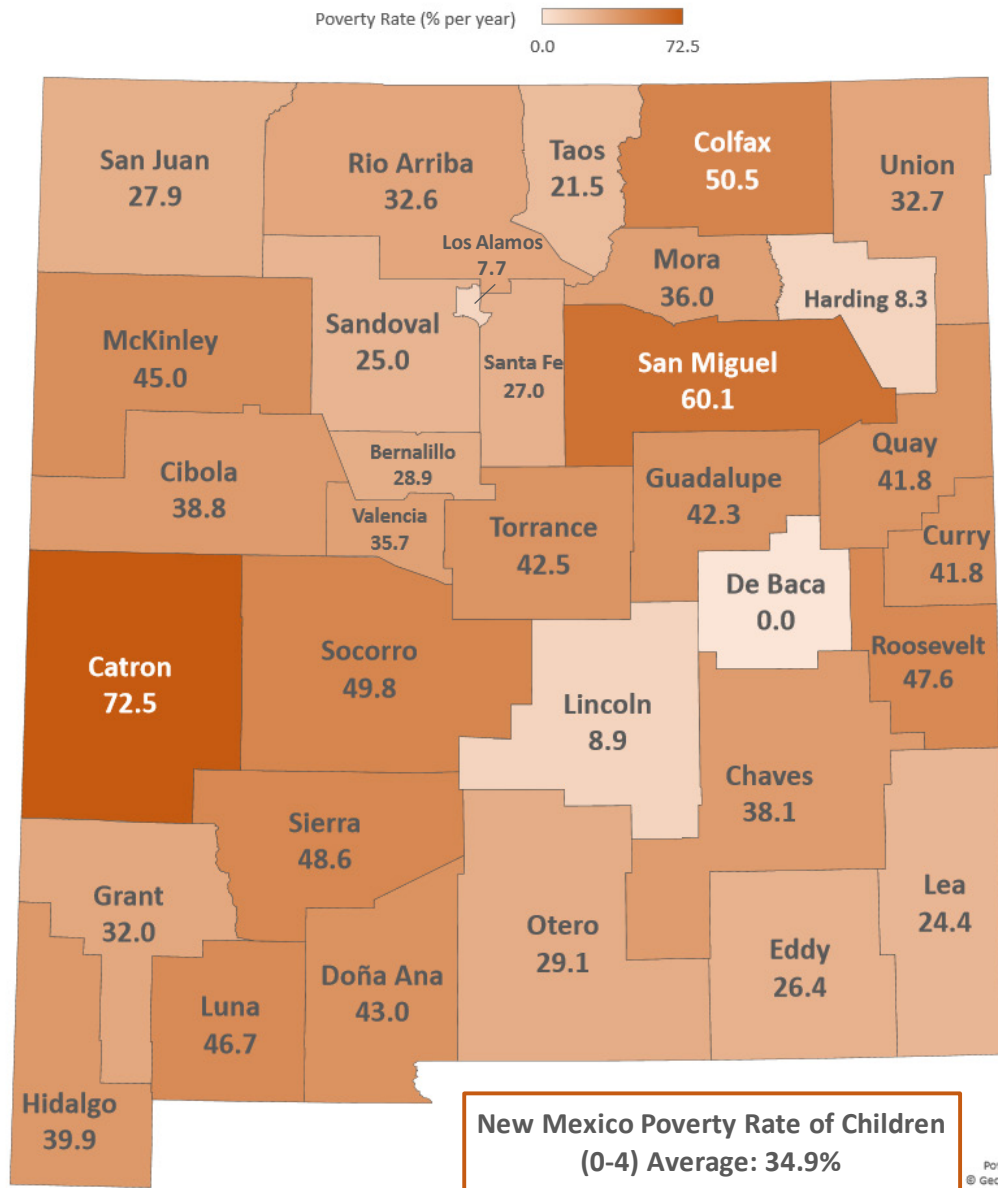 Poverty Rate (% per year)
0.0 72.5
San Juan
27.9
Rio Arriba
32.6
Taos
21.5
Colfax
50.5
Union
32.7
Los Alamos
7.7
Mora
36.0
Harding 8.3
McKinley
45.0
Sandoval
25.0
Santa Fe
27.0
San Miguel
60.1
Cibola
38.8
Bernalillo
28.9
Valencia
35.7
Torrance
42.5
Guadalupe
42.3
Quay
41.8
Curry
41.8
De Baca
0.0
Roosevelt
47.6
Catron
72.5
Socorro
49.8
Lincoln
8.9
Chaves
38.1
Sierra
48.6
Grant
32.0
Otero
29.1
Lea
24.4
Eddy
26.4
Luna
46.7
Doña Ana
43.0
Hidalgo
39.9
New Mexico Poverty Rate of Children
(0-4) Average: 34.9%